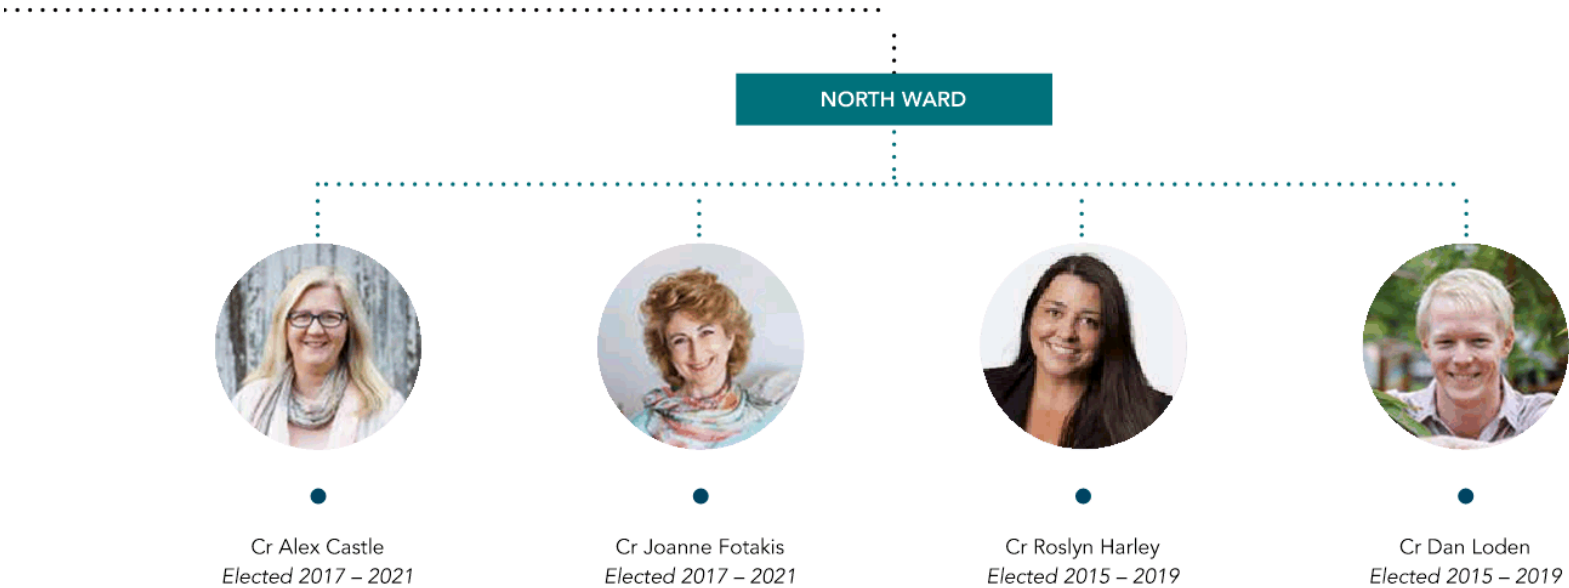 NORTH WARD
Cr Alex Castle
Elected 2017 – 2021
Cr Joanne Fotakis
Elected 2017 – 2021
Cr Roslyn Harley
Elected 2015 – 2019
Cr Dan Loden
Elected 2015 – 2019